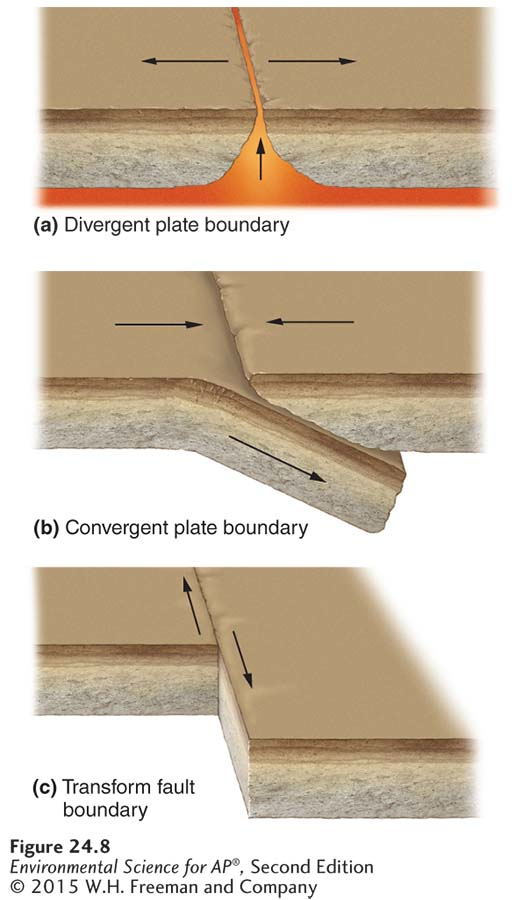 (a) Divergent plate boundary
(b) Convergent plate boundary
(c) Transform fault
boundary
Figure 24.8
Environmental Science for AP®, Second Edition
© 2015 W.H. Freeman and Company